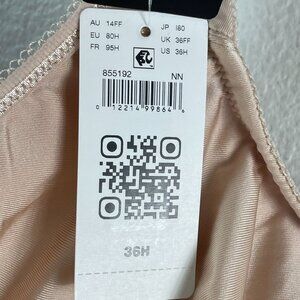 AU ▸ 14FF JP ▸ I80
EU ▸ 80H UK ▸ 36FF
FR ▸ 95H US ▸ 36H
855192 NN
0 12214 99864 6
36H